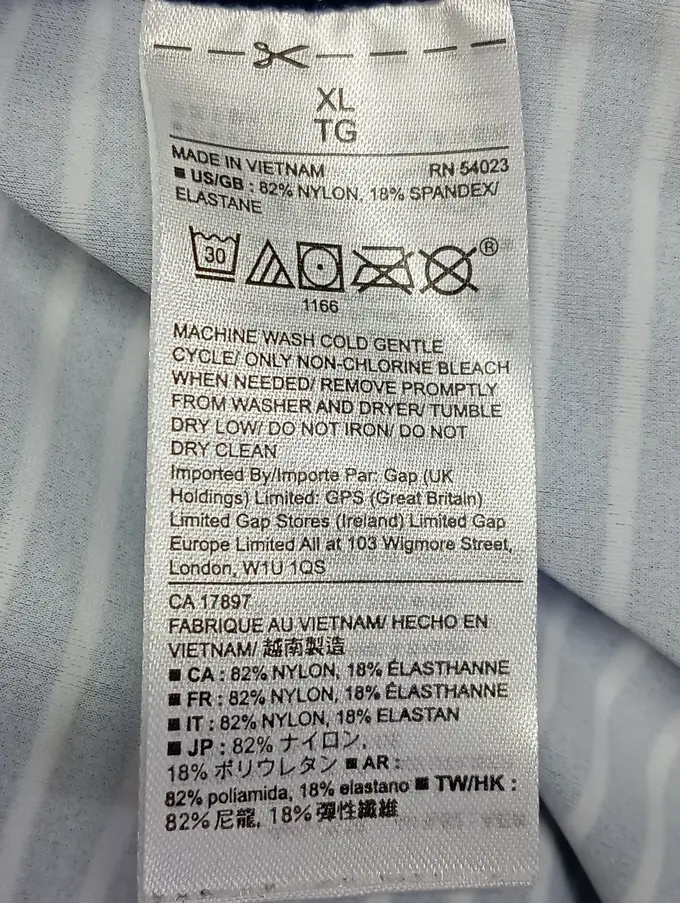 XL
TG
MADE IN VIETNAM RN 54023
■ US/GB : 82% NYLON, 18% SPANDEX/
ELASTANE
30
®
1166
MACHINE WASH COLD GENTLE
CYCLE/ ONLY NON-CHLORINE BLEACH
WHEN NEEDED/ REMOVE PROMPTLY
FROM WASHER AND DRYER/ TUMBLE
DRY LOW/ DO NOT IRON/ DO NOT
DRY CLEAN
Imported By/Importe Par: Gap (UK
Holdings) Limited: GPS (Great Britain)
Limited Gap Stores (Ireland) Limited Gap
Europe Limited All at 103 Wigmore Street,
London, W1U 1QS
CA 17897
FABRIQUE AU VIETNAM/ HECHO EN
VIETNAM/ 越南製造
■ CA : 82% NYLON, 18% ÉLASTHANNE
■ FR : 82% NYLON, 18% ÉLASTHANNE
■ IT : 82% NYLON, 18% ELASTAN
■ JP : 82% ナイロン,
18% ポリウレタン ■ AR :
82% poliamida, 18% elastano ■ TW/HK :
82% 尼龍, 18% 彈性纖維